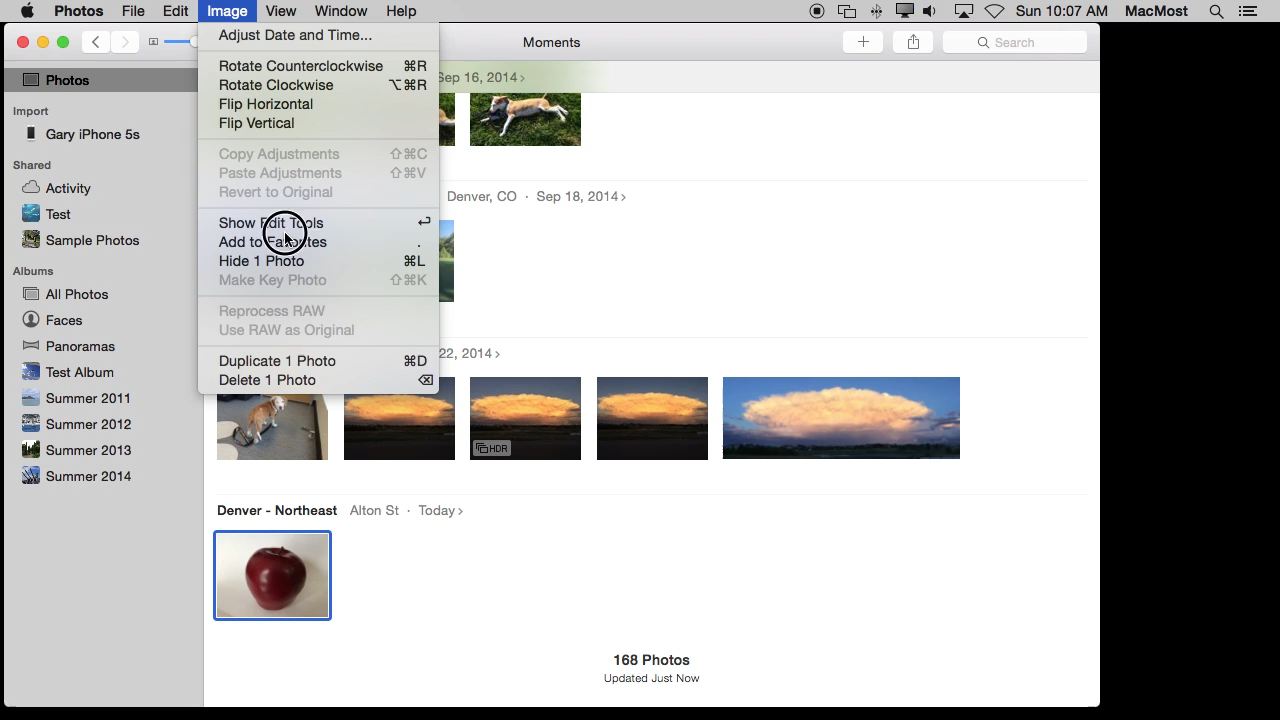 Photos File Edit Image View Window Help Sun 10:07 AM MacMost
Moments
Search
Photos
Import
Gary iPhone 5s
Shared
Activity
Test
Sample Photos
Albums
All Photos
Faces
Panoramas
Test Album
Summer 2011
Summer 2012
Summer 2013
Summer 2014
Adjust Date and Time...
Rotate Counterclockwise ⌘R
Rotate Clockwise ⌥⌘R
Flip Horizontal
Flip Vertical
Copy Adjustments ⇧⌘C
Paste Adjustments ⇧⌘V
Revert to Original
Show Edit Tools ↩
Add to Favorites .
Hide 1 Photo ⌘L
Make Key Photo ⇧⌘K
Reprocess RAW
Use RAW as Original
Duplicate 1 Photo ⌘D
Delete 1 Photo ⌫
Sep 16, 2014 >
Denver, CO · Sep 18, 2014 >
22, 2014 >
HDR
Denver - Northeast Alton St · Today >
168 Photos
Updated Just Now